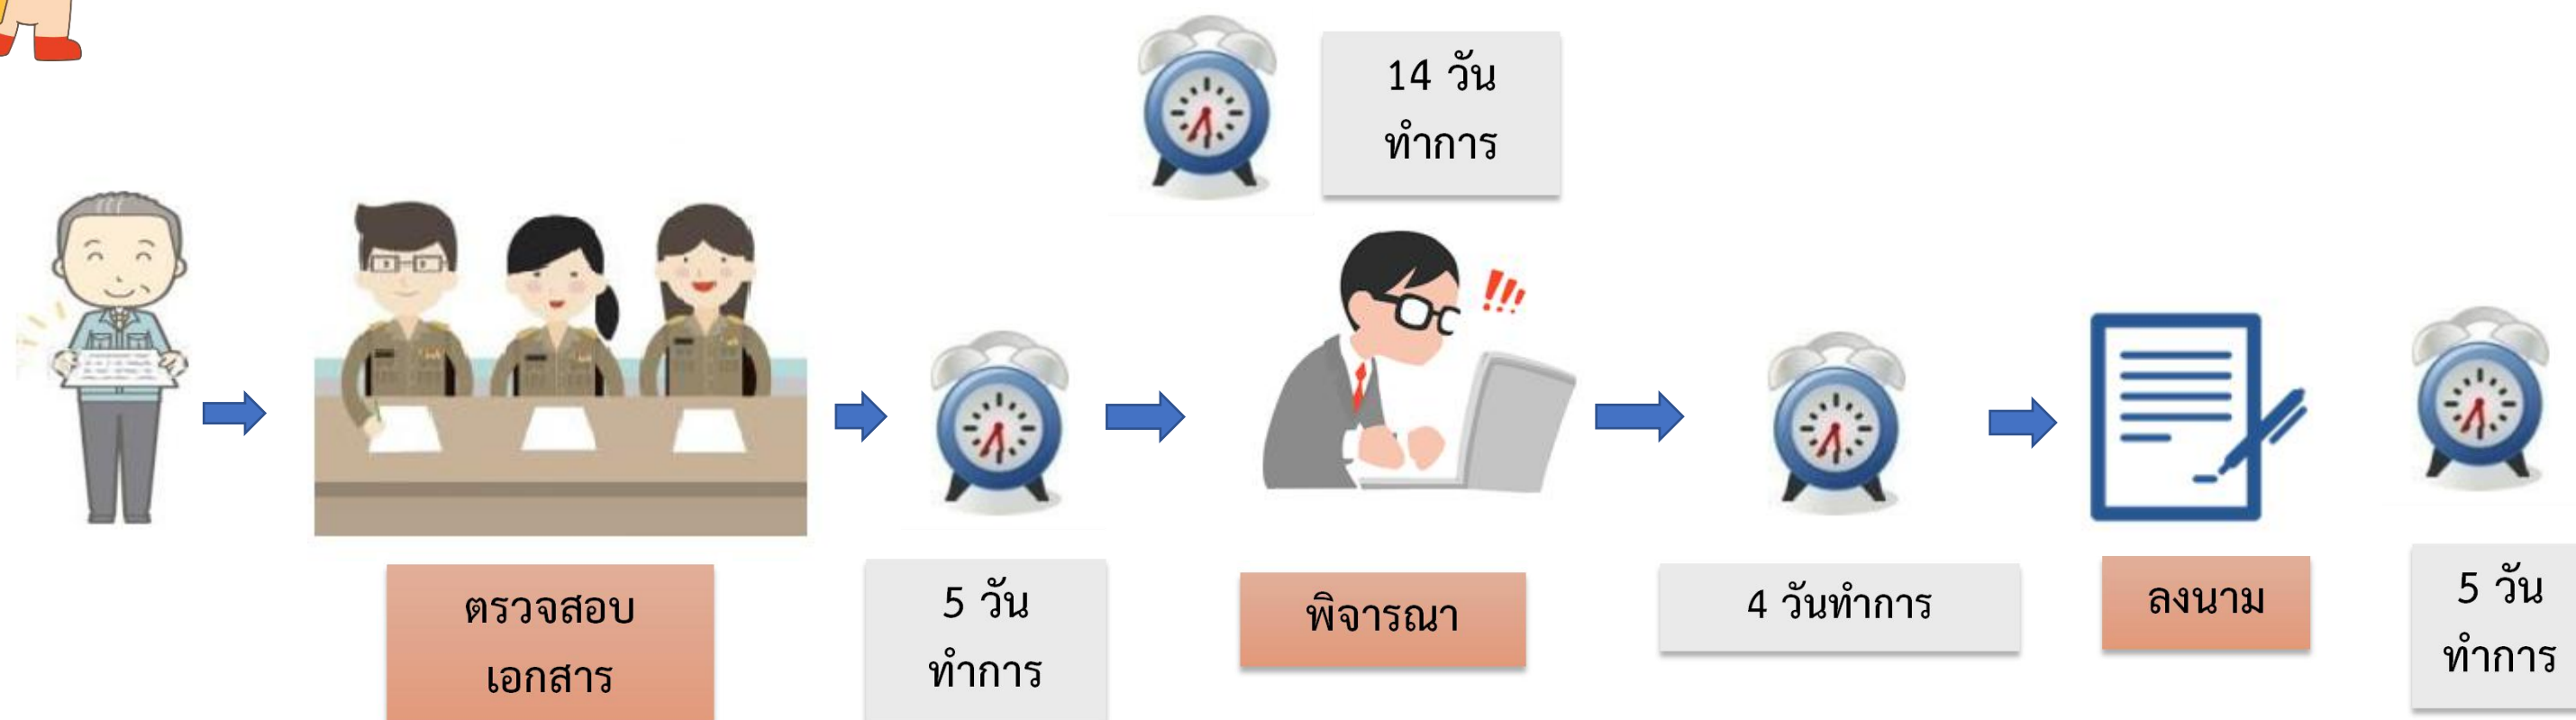 14 วัน
ทำการ
ตรวจสอบ
เอกสาร
5 วัน
ทำการ
พิจารณา
4 วันทำการ
ลงนาม
5 วัน
ทำการ